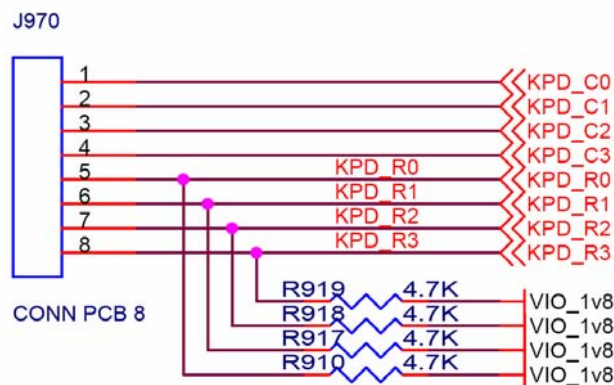 J970
1 KPD_C0
2 KPD_C1
3 KPD_C2
4 KPD_C3
5 KPD_R0 KPD_R0
6 KPD_R1 KPD_R1
7 KPD_R2 KPD_R2
8 KPD_R3 KPD_R3
R919 4.7K VIO_1v8
R918 4.7K VIO_1v8
R917 4.7K VIO_1v8
R910 4.7K VIO_1v8
CONN PCB 8